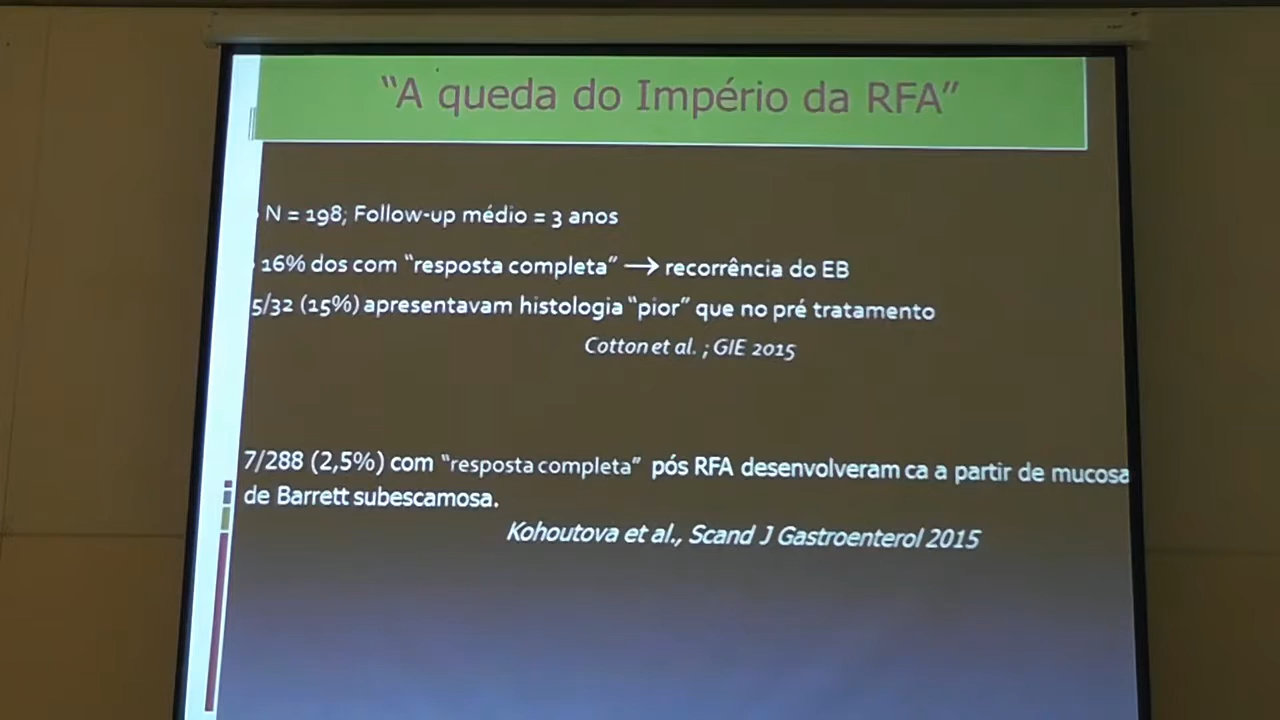 “A queda do Império da RFA”
N = 198; Follow-up médio = 3 anos
16% dos com “resposta completa” → recorrência do EB
5/32 (15%) apresentavam histologia “pior” que no pré tratamento
Cotton et al. ; GIE 2015
7/288 (2,5%) com “resposta completa” pós RFA desenvolveram ca a partir de mucosa
de Barrett subescamosa.
Kohoutova et al., Scand J Gastroenterol 2015